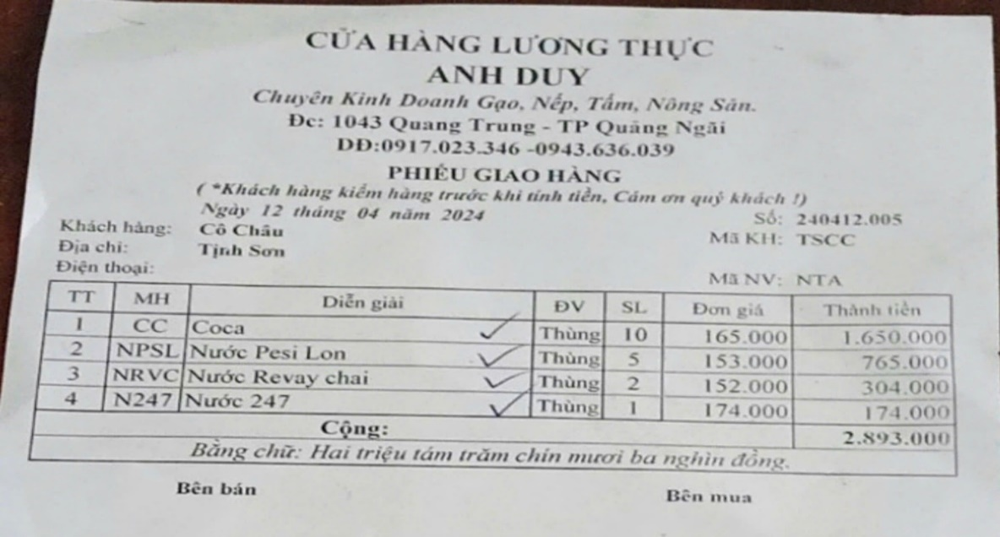 CỬA HÀNG LƯƠNG THỰC
ANH DUY
Chuyên Kinh Doanh Gạo, Nếp, Tấm, Nông Sản.
Đc: 1043 Quang Trung - TP Quãng Ngãi
DĐ:0917.023.346 -0943.636.039
PHIẾU GIAO HÀNG
( *Khách hàng kiểm hàng trước khi tính tiền, Cám ơn quý khách !)
Ngày 12 tháng 04 năm 2024 Số: 240412.005
Khách hàng: Cô Châu Mã KH: TSCC
Địa chỉ: Tịnh Sơn
Điện thoại: Mã NV: NTA
TT MH Diễn giải ĐV SL Đơn giá Thành tiền
1 CC Coca Thùng 10 165.000 1.650.000
2 NPSL Nước Pesi Lon Thùng 5 153.000 765.000
3 NRVC Nước Revay chai Thùng 2 152.000 304.000
4 N247 Nước 247 Thùng 1 174.000 174.000
Cộng: 2.893.000
Bằng chữ: Hai triệu tám trăm chín mươi ba nghìn đồng.
Bên bán Bên mua